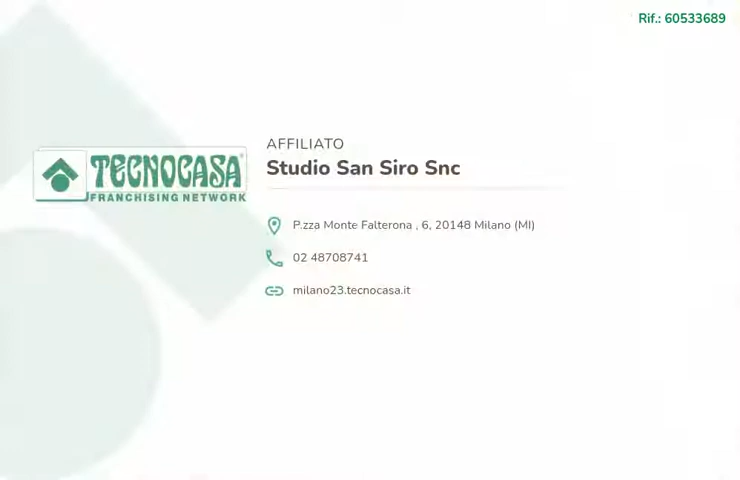 Rif.: 60533689
AFFILIATO
Studio San Siro Snc
TECNOCASA®
FRANCHISING NETWORK
P.zza Monte Falterona , 6, 20148 Milano (MI)
02 48708741
milano23.tecnocasa.it